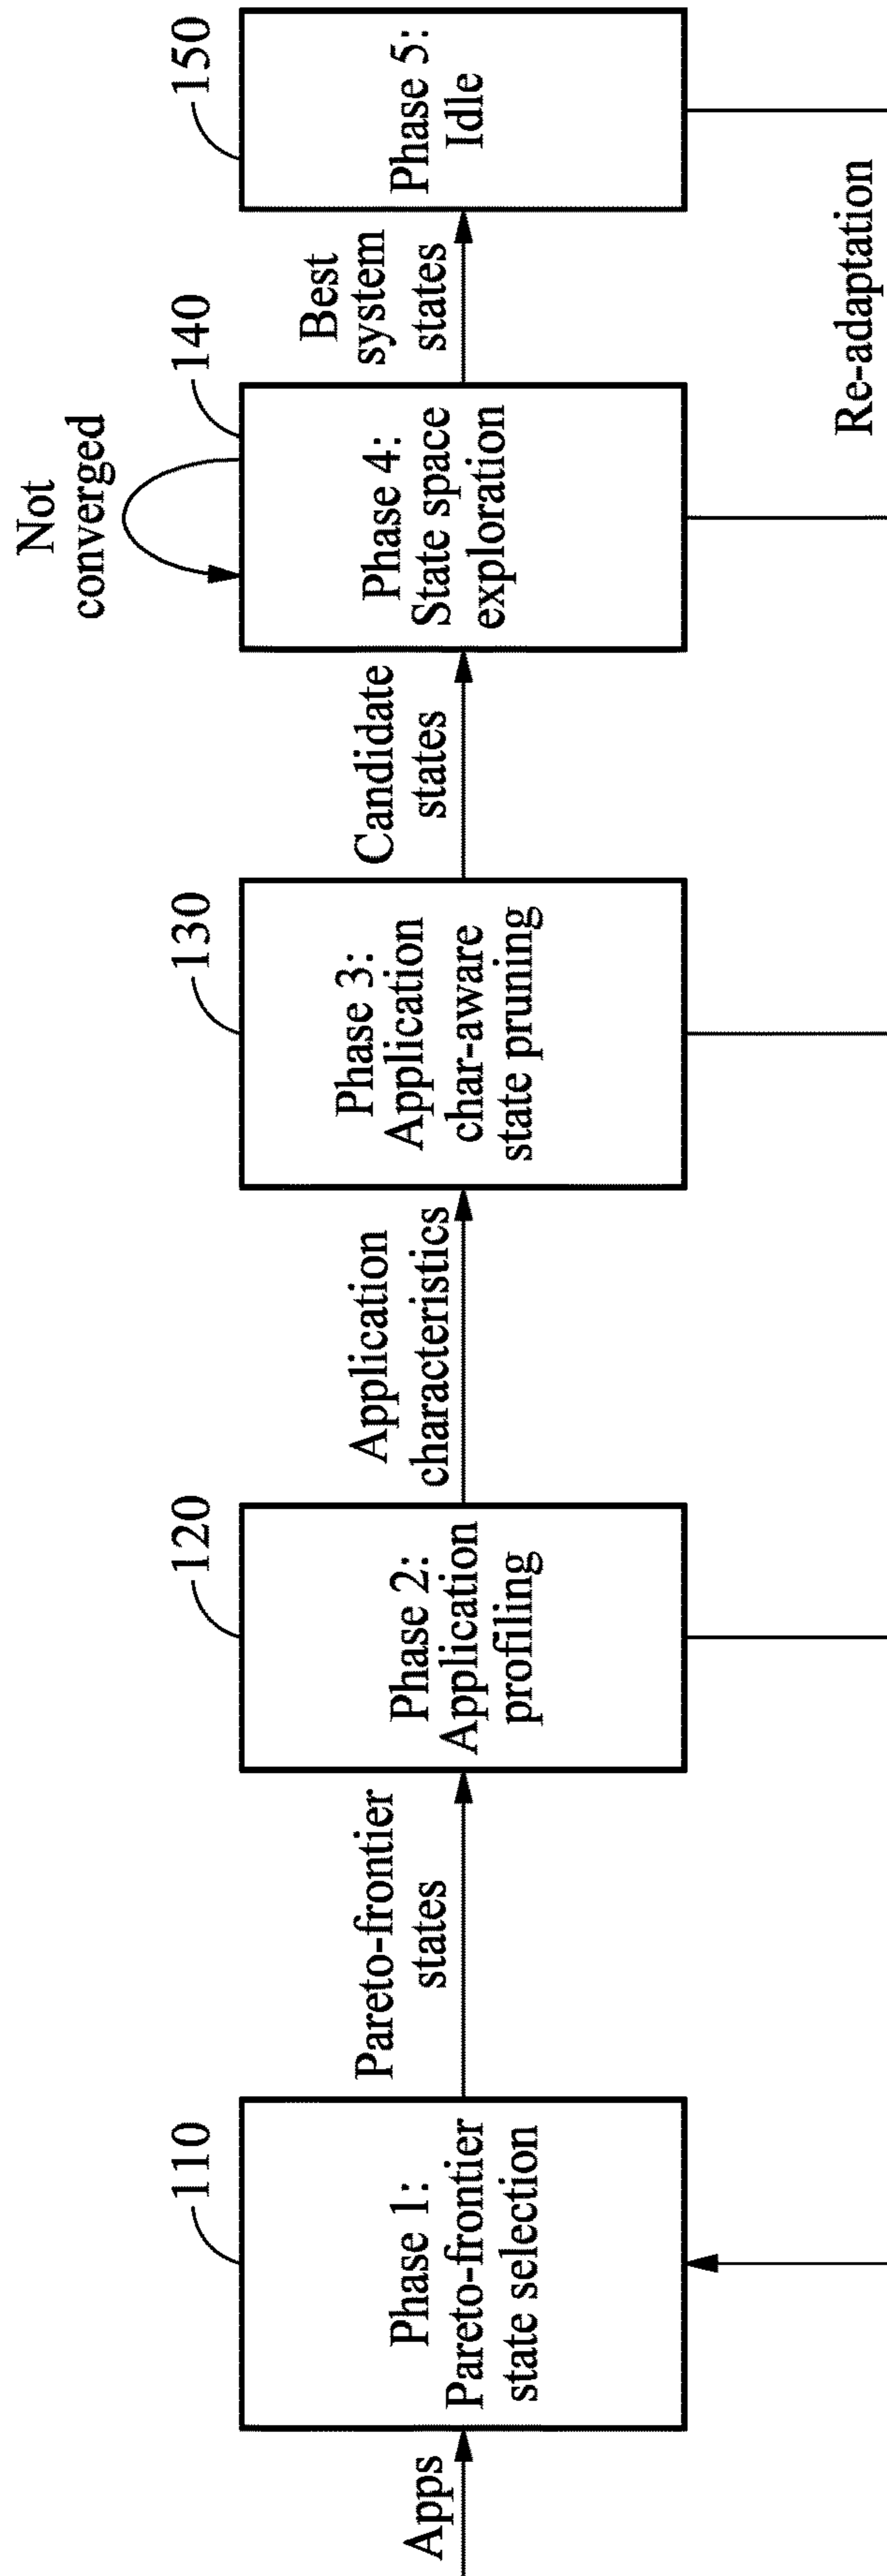 Apps
110
Phase 1:
Pareto-frontier
state selection
Pareto-frontier
states
120
Phase 2:
Application
profiling
Application
characteristics
130
Phase 3:
Application
char-aware
state pruning
Candidate
states
Not
converged
140
Phase 4:
State space
exploration
Best
system
states
150
Phase 5:
Idle
Re-adaptation